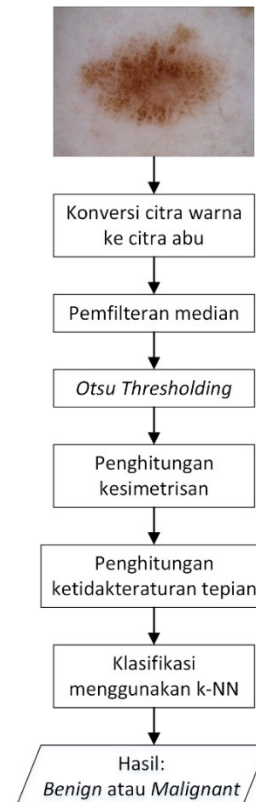 Konversi citra warna
ke citra abu
Pemfilteran median
Otsu Thresholding
Penghitungan
kesimetrisan
Penghitungan
ketidakteraturan tepian
Klasifikasi
menggunakan k-NN
Hasil:
Benign atau Malignant